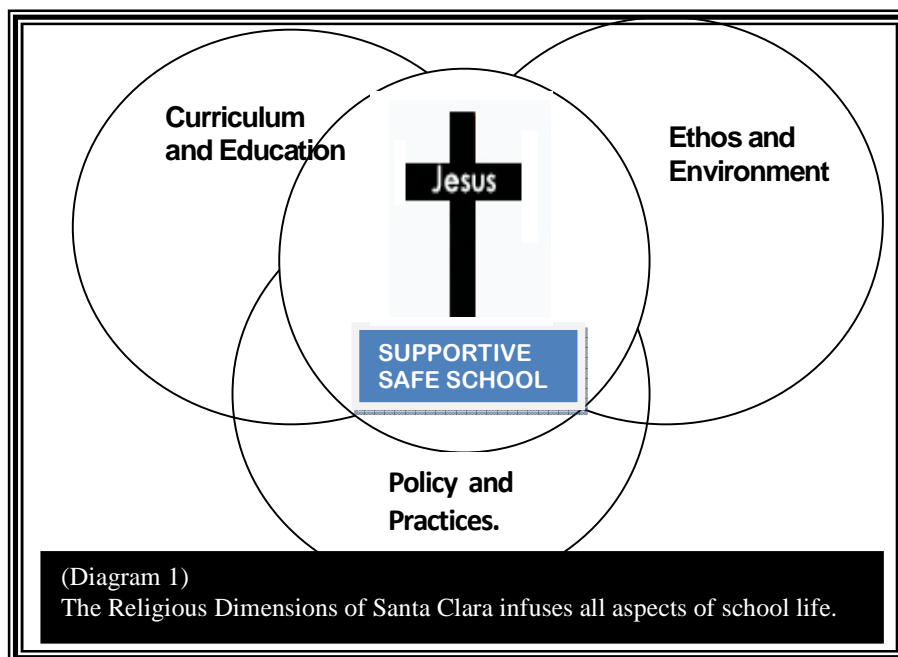 Curriculum
and Education
Ethos and
Environment
Jesus
SUPPORTIVE
SAFE SCHOOL
Policy and
Practices.
(Diagram 1)
The Religious Dimensions of Santa Clara infuses all aspects of school life.